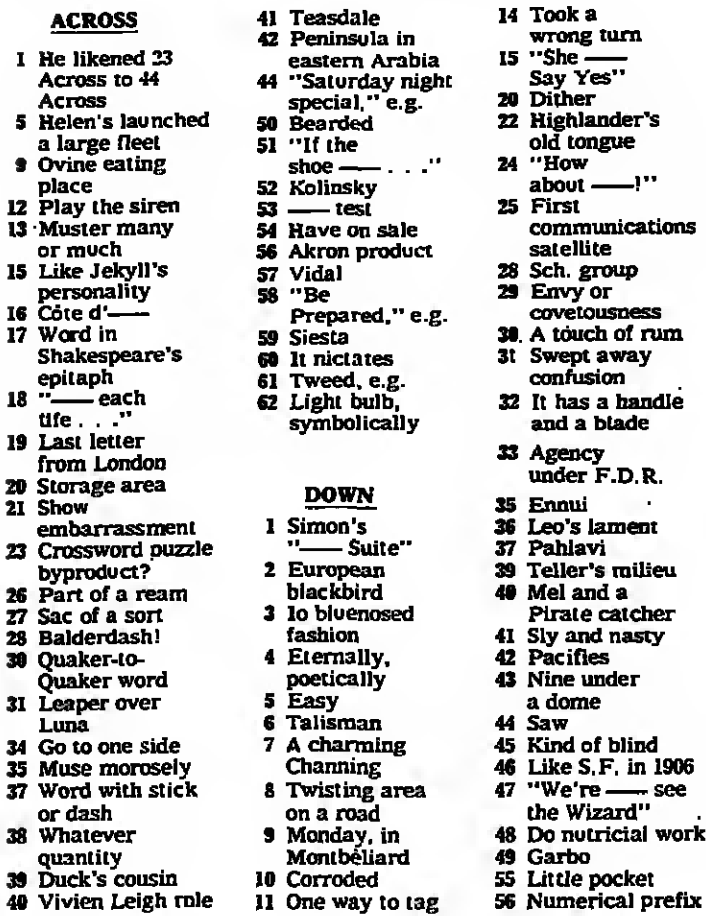 ACROSS
1 He likened 23
Across to 44
Across
5 Helen's launched
a large fleet
9 Ovine eating
place
12 Play the siren
13 Muster many
or much
15 Like Jekyll's
personality
16 Côte d'——
17 Word in
Shakespeare's
epitaph
18 "—— each
life . . ."
19 Last letter
from London
20 Storage area
21 Show
embarrassment
23 Crossword puzzle
byproduct?
26 Part of a ream
27 Sac of a sort
28 Balderdash!
30 Quaker-to-
Quaker word
31 Leaper over
Luna
34 Go to one side
35 Muse morosely
37 Word with stick
or dash
38 Whatever
quantity
39 Duck's cousin
40 Vivien Leigh role
41 Teasdale
42 Peninsula in
eastern Arabia
44 "Saturday night
special," e.g.
50 Bearded
51 "If the
shoe —— . . ."
52 Kolinsky
53 —— test
54 Have on sale
56 Akron product
57 Vidal
58 "Be
Prepared," e.g.
59 Siesta
60 It nictates
61 Tweed, e.g.
62 Light bulb,
symbolically
DOWN
1 Simon's
"—— Suite"
2 European
blackbird
3 Io bluenosed
fashion
4 Eternally,
poetically
5 Easy
6 Talisman
7 A charming
Channing
8 Twisting area
on a road
9 Monday, in
Montbéliard
10 Corroded
11 One way to tag
14 Took a
wrong turn
15 "She ——
Say Yes"
20 Dither
22 Highlander's
old tongue
24 "How
about ——!"
25 First
communications
satellite
28 Sch. group
29 Envy or
covetousness
30 A touch of rum
31 Swept away
confusion
32 It has a handle
and a blade
33 Agency
under F.D.R.
35 Ennui
36 Leo's lament
37 Pahlavi
39 Teller's milieu
40 Mel and a
Pirate catcher
41 Sly and nasty
42 Pacifies
43 Nine under
a dome
44 Saw
45 Kind of blind
46 Like S.F. in 1906
47 "We're —— see
the Wizard"
48 Do nutricial work
49 Garbo
55 Little pocket
56 Numerical prefix